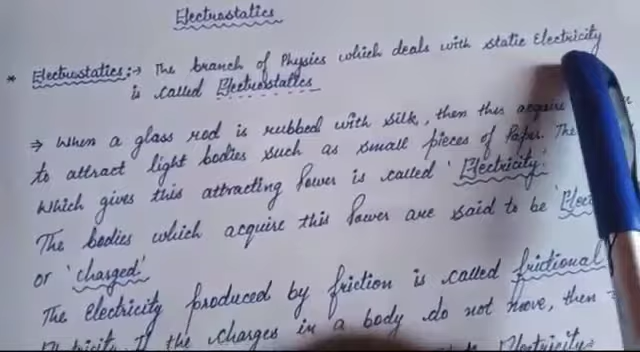 Electrostatics
* Electrostatics:→ The branch of Physics which deals with static Electricity
is called Electrostatics
⇒ When a glass rod is rubbed with silk, then this acquire
to attract light bodies such as small pieces of Paper. The
which gives this attracting Power is called 'Electricity'.
The bodies which acquire this Power are said to be
or 'charged'
The Electricity produced by friction is called frictional
If the charges in a body do not move, then
Electricity